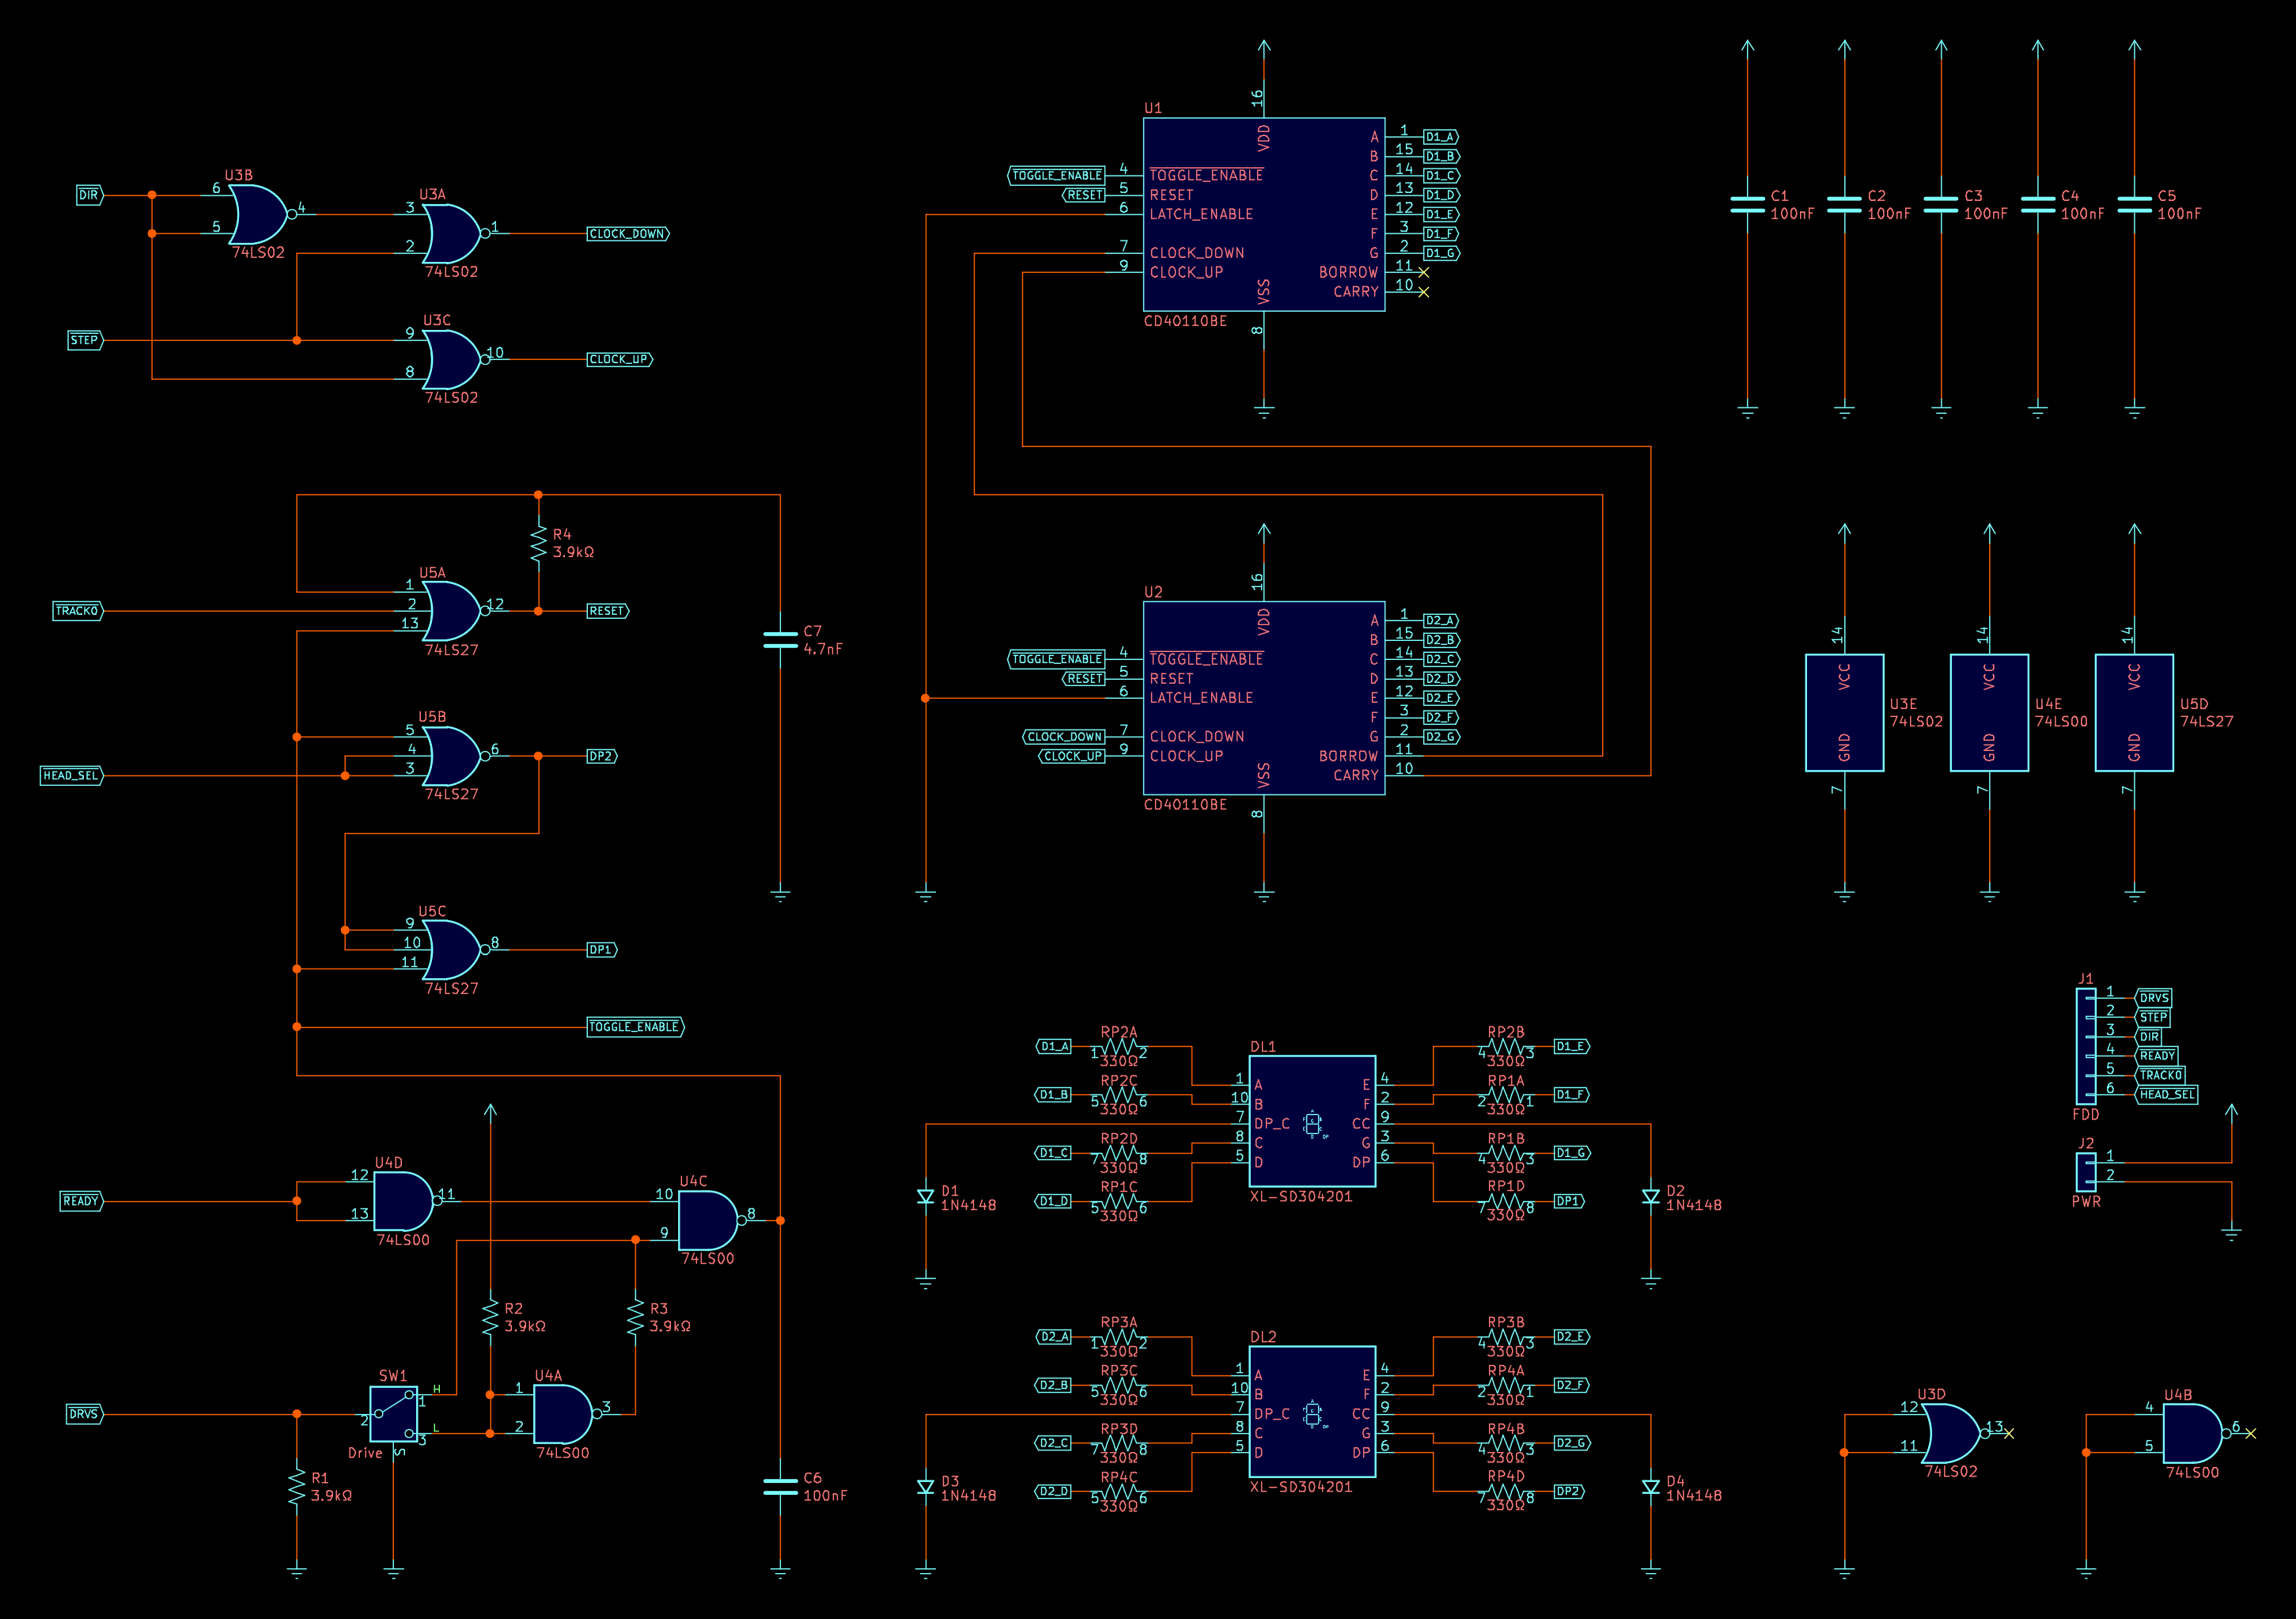 U3B
DIR
6
4
5
74LS02
U3A
3
1
2
74LS02
CLOCK_DOWN
STEP
U3C
9
10
8
74LS02
CLOCK_UP
R4
3.9kΩ
U5A
TRACK0
1
2
13
12
74LS27
RESET
C7
4.7nF
U5B
HEAD_SEL
5
4
3
6
74LS27
DP2
U5C
9
10
11
8
74LS27
DP1
TOGGLE_ENABLE
U4D
READY
12
13
11
74LS00
U4C
10
9
8
74LS00
R2
3.9kΩ
R3
3.9kΩ
SW1
DRVS
2
H
1
L
3
S
Drive
U4A
1
2
3
74LS00
R1
3.9kΩ
C6
100nF
U1
16
VDD
TOGGLE_ENABLE 4 TOGGLE_ENABLE
RESET 5 RESET
6 LATCH_ENABLE
7 CLOCK_DOWN
9 CLOCK_UP
A 1 D1_A
B 15 D1_B
C 14 D1_C
D 13 D1_D
E 12 D1_E
F 3 D1_F
G 2 D1_G
BORROW 11
CARRY 10
VSS
8
CD40110BE
U2
16
VDD
TOGGLE_ENABLE 4 TOGGLE_ENABLE
RESET 5 RESET
6 LATCH_ENABLE
CLOCK_DOWN 7 CLOCK_DOWN
CLOCK_UP 9 CLOCK_UP
A 1 D2_A
B 15 D2_B
C 14 D2_C
D 13 D2_D
E 12 D2_E
F 3 D2_F
G 2 D2_G
BORROW 11
CARRY 10
VSS
8
CD40110BE
C1
100nF
C2
100nF
C3
100nF
C4
100nF
C5
100nF
14
VCC
GND
7
U3E
74LS02
14
VCC
GND
7
U4E
74LS00
14
VCC
GND
7
U5D
74LS27
J1
1 DRVS
2 STEP
3 DIR
4 READY
5 TRACK0
6 HEAD_SEL
FDD
J2
1
2
PWR
RP2A
D1_A 1 2
330Ω
RP2C
D1_B 5 6
330Ω
RP2D
D1_C 7 8
330Ω
RP1C
D1_D 5 6
330Ω
DL1
1 A
10 B
7 DP_C
8 C
5 D
E 4
F 2
CC 9
G 3
DP 6
XL-SD304201
RP2B
4 3 D1_E
330Ω
RP1A
2 1 D1_F
330Ω
RP1B
4 3 D1_G
330Ω
RP1D
7 8 DP1
330Ω
D1
1N4148
D2
1N4148
RP3A
D2_A 1 2
330Ω
RP3C
D2_B 5 6
330Ω
RP3D
D2_C 7 8
330Ω
RP4C
D2_D 5 6
330Ω
DL2
1 A
10 B
7 DP_C
8 C
5 D
E 4
F 2
CC 9
G 3
DP 6
XL-SD304201
RP3B
4 3 D2_E
330Ω
RP4A
2 1 D2_F
330Ω
RP4B
4 3 D2_G
330Ω
RP4D
7 8 DP2
330Ω
D3
1N4148
D4
1N4148
U3D
12
11
13
74LS02
U4B
4
5
6
74LS00